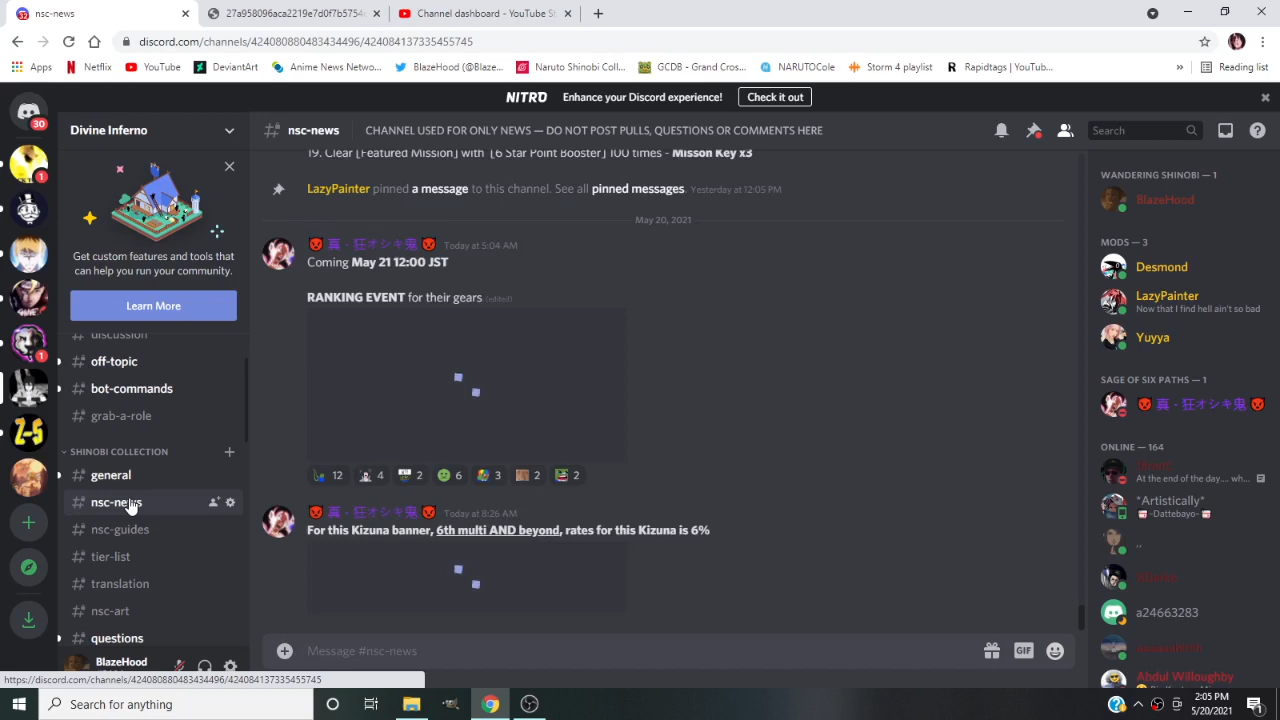 nsc-news
27a958096aca2219e7d0f7b5754a
Channel dashboard - YouTube St
discord.com/channels/424080880483434496/424084137335455745
Apps
Netflix
YouTube
DeviantArt
Anime News Netwo...
BlazeHood (@Blaze...
Naruto Shinobi Coll...
GCDB - Grand Cros...
NARUTOCole
Storm 4 playlist
Rapidtags | YouTub...
»
Reading list
NITRO Enhance your Discord experience! Check it out
30
Divine Inferno
nsc-news
CHANNEL USED FOR ONLY NEWS — DO NOT POST PULLS, QUESTIONS OR COMMENTS HERE
Search
19. Clear [Featured Mission] with [6 Star Point Booster] 100 times - Misson Key x3
LazyPainter pinned a message to this channel. See all pinned messages. Yesterday at 12:05 PM
May 20, 2021
真・狂オシキ鬼 Today at 5:04 AM
Coming May 21 12:00 JST
RANKING EVENT for their gears (edited)
12 4 2 6 3 2 2
真・狂オシキ鬼 Today at 8:26 AM
For this Kizuna banner, 6th multi AND beyond, rates for this Kizuna is 6%
Message #nsc-news
GIF
Get custom features and tools that
can help you run your community.
Learn More
discussion
off-topic
bot-commands
grab-a-role
SHINOBI COLLECTION
general
nsc-news
nsc-guides
tier-list
translation
nsc-art
questions
BlazeHood
1
1
Z-S
WANDERING SHINOBI — 1
BlazeHood
MODS — 3
Desmond
LazyPainter
Now that I find hell ain't so bad
Yuyya
SAGE OF SIX PATHS — 1
真・狂オシキ鬼
ONLINE — 164
At the end of the day.... wh...
*Artistically*
-Dattebayo-
,,
a24663283
Abdul Willoughby
https://discord.com/channels/424080880483434496/424084137335455745
Search for anything
2:05 PM
5/20/2021